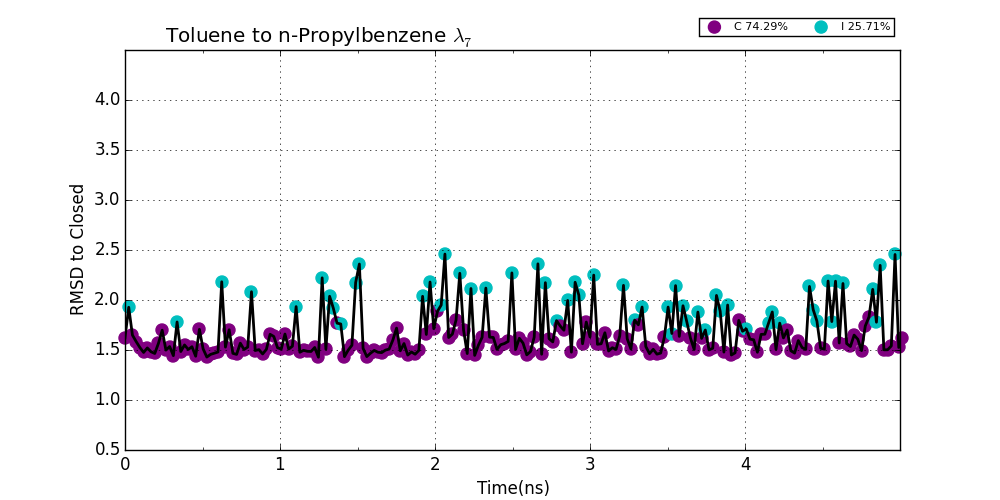 Toluene to n-Propylbenzene λ₇
C 74.29% I 25.71%
4.0
3.5
3.0
2.5
2.0
1.5
1.0
0.5
RMSD to Closed
0 1 2 3 4
Time(ns)